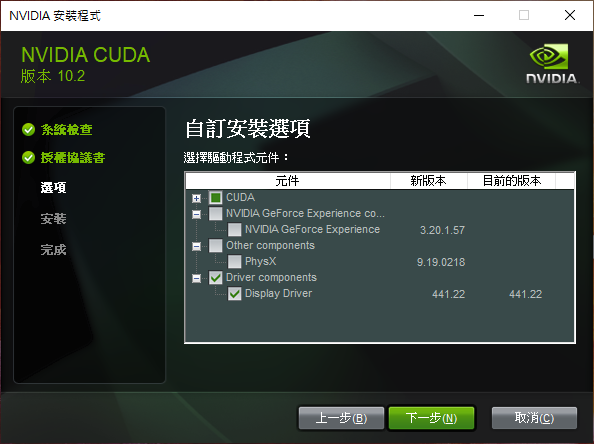 NVIDIA 安裝程式
NVIDIA CUDA
版本 10.2
NVIDIA.
系統檢查
授權協議書
選項
安裝
完成
自訂安裝選項
選擇驅動程式元件：
元件 新版本 目前的版本
CUDA
NVIDIA GeForce Experience co...
NVIDIA GeForce Experience 3.20.1.57
Other components
PhysX 9.19.0218
Driver components
Display Driver 441.22 441.22
上一步(B) 下一步(N) 取消(C)